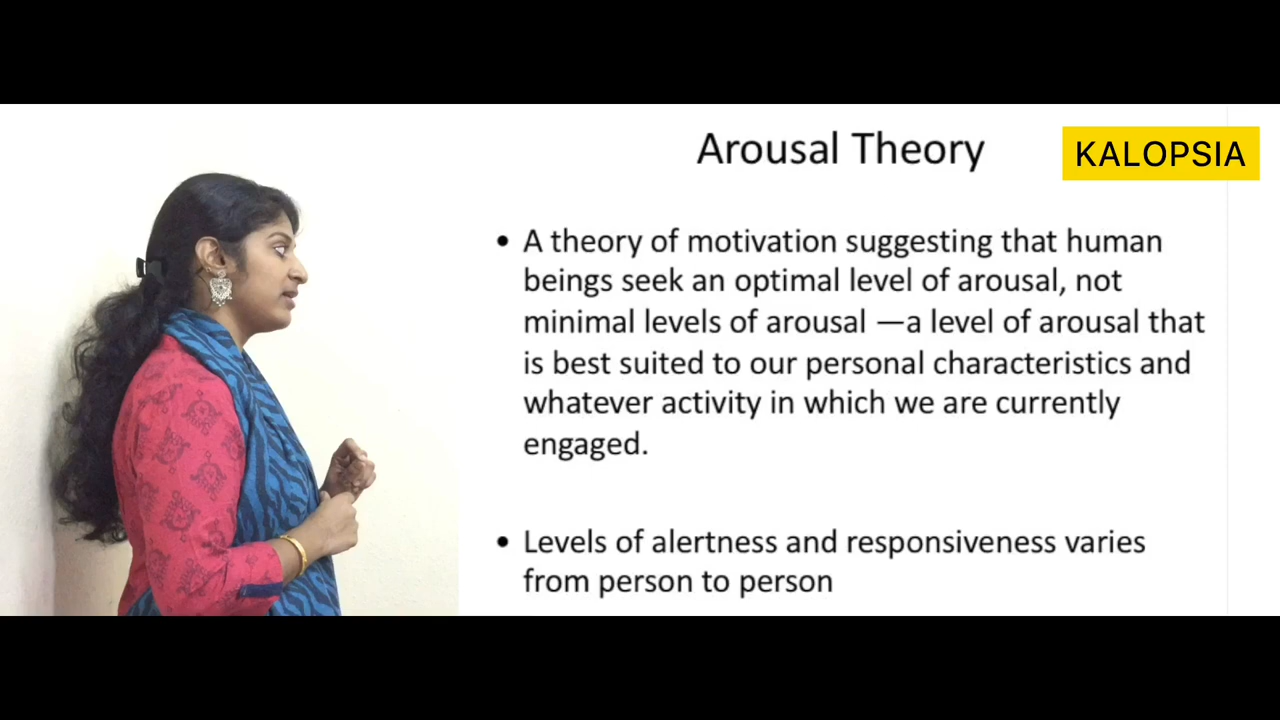 Arousal Theory
KALOPSIA
• A theory of motivation suggesting that human
beings seek an optimal level of arousal, not
minimal levels of arousal —a level of arousal that
is best suited to our personal characteristics and
whatever activity in which we are currently
engaged.
• Levels of alertness and responsiveness varies
from person to person